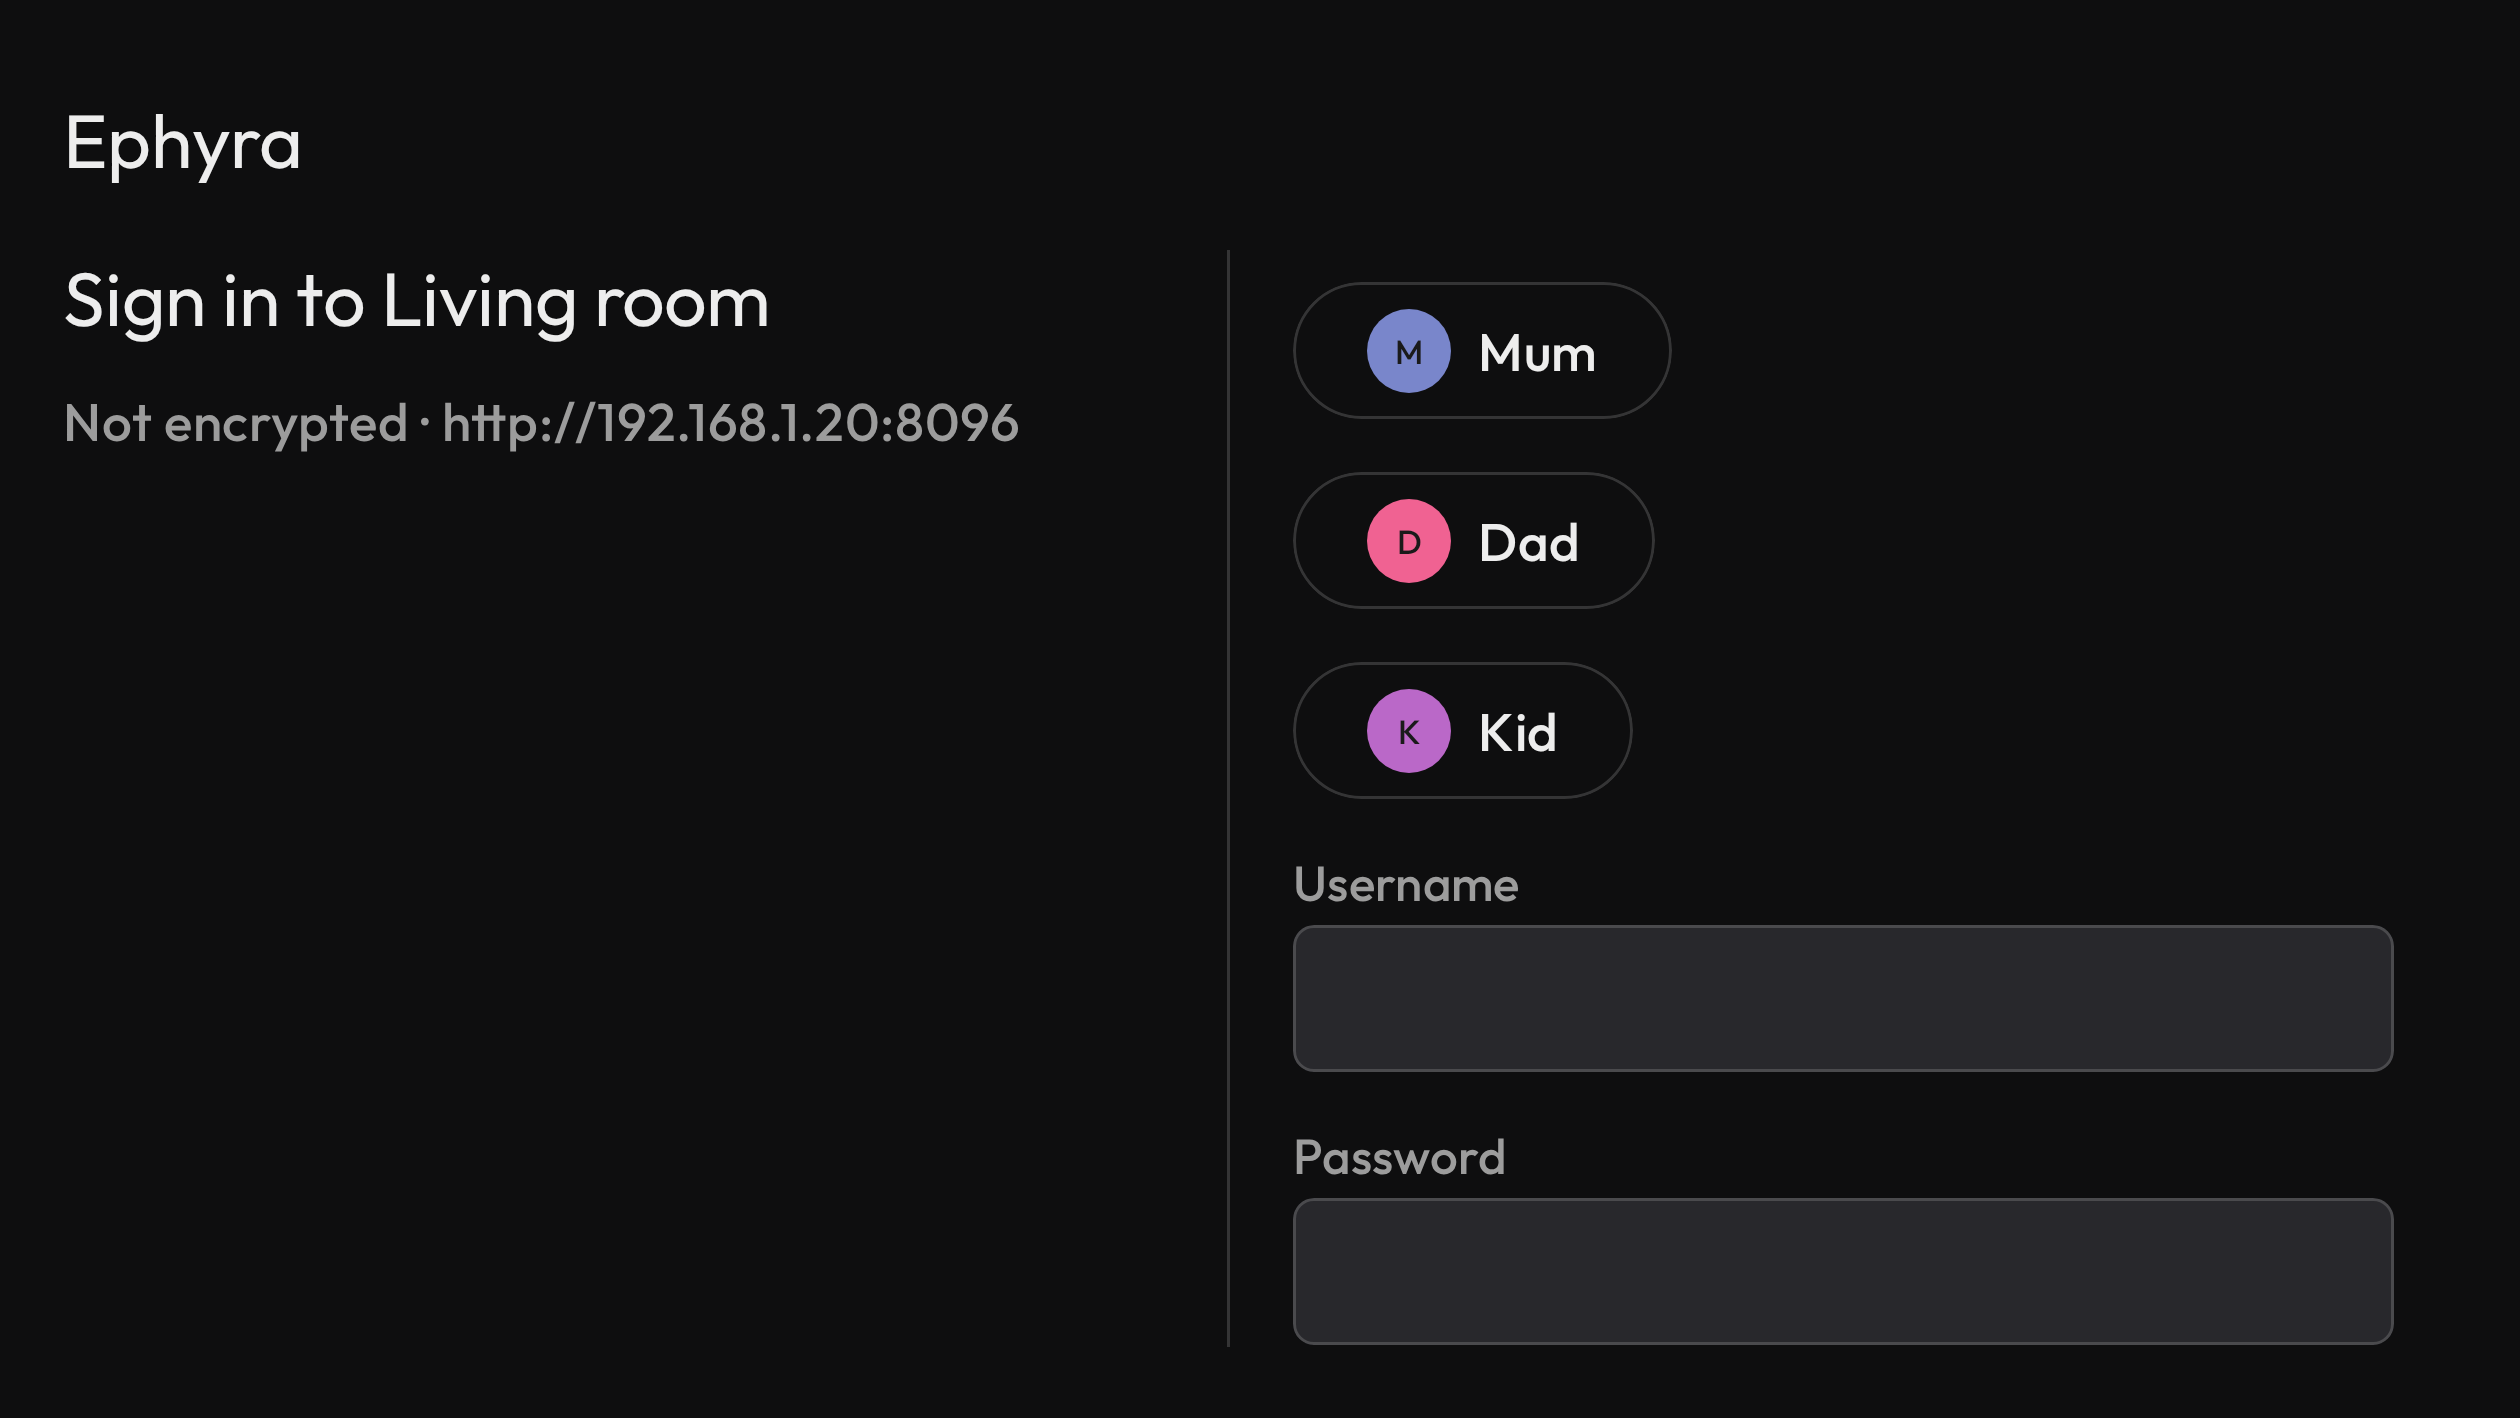 Ephyra
Sign in to Living room
Not encrypted · http://192.168.1.20:8096
M Mum
D Dad
K Kid
Username
Password